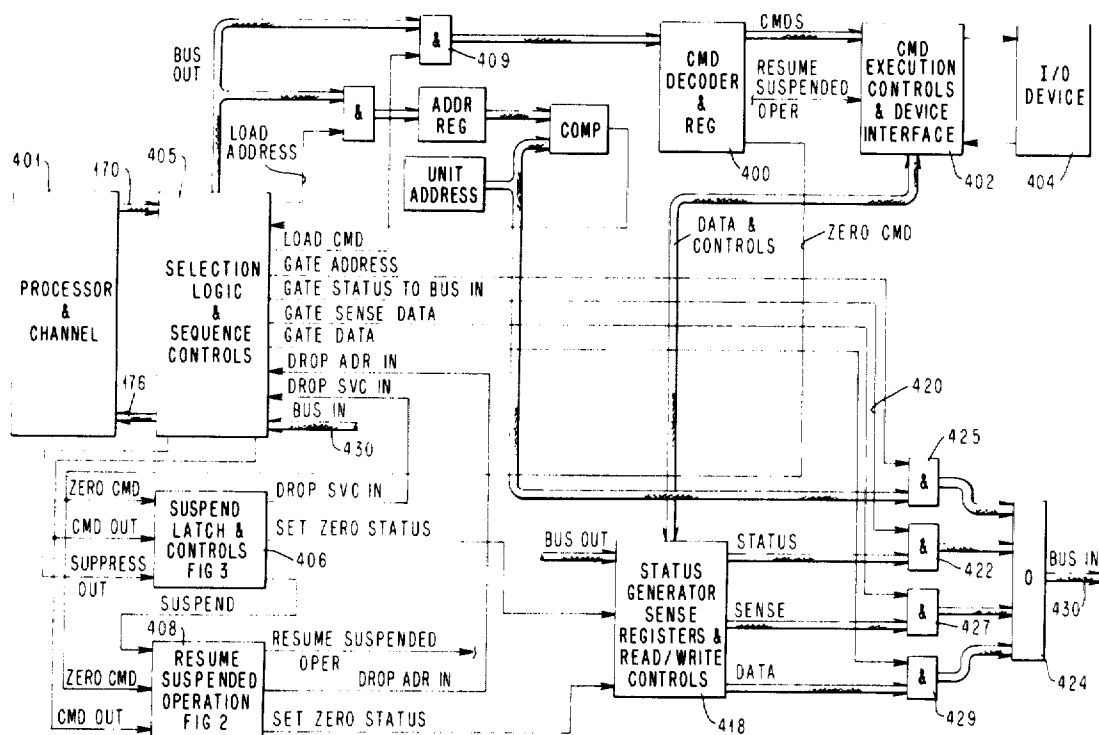 BUS
OUT
&
409
CMDS
CMD
DECODER
&
REG
400
RESUME
SUSPENDED
OPER
CMD
EXECUTION
CONTROLS
& DEVICE
INTERFACE
402
I/O
DEVICE
404
LOAD
ADDRESS
&
ADDR
REG
COMP
UNIT
ADDRESS
401
PROCESSOR
&
CHANNEL
405
SELECTION
LOGIC
&
SEQUENCE
CONTROLS
LOAD CMD
GATE ADDRESS
GATE STATUS TO BUS IN
GATE SENSE DATA
GATE DATA
DROP ADR IN
DROP SVC IN
BUS IN
430
DATA &
CONTROLS
ZERO CMD
420
425
&
ZERO CMD
CMD OUT
SUPPRESS
OUT
SUSPEND
LATCH &
CONTROLS
FIG 3
406
DROP SVC IN
SET ZERO STATUS
SUSPEND
408
RESUME
SUSPENDED
OPERATION
FIG 2
ZERO CMD
CMD OUT
RESUME SUSPENDED
OPER
DROP ADR IN
SET ZERO STATUS
BUS OUT
STATUS
GENERATOR
SENSE
REGISTERS &
READ/WRITE
CONTROLS
418
STATUS
&
422
SENSE
&
427
DATA
&
429
O
424
BUS IN
430